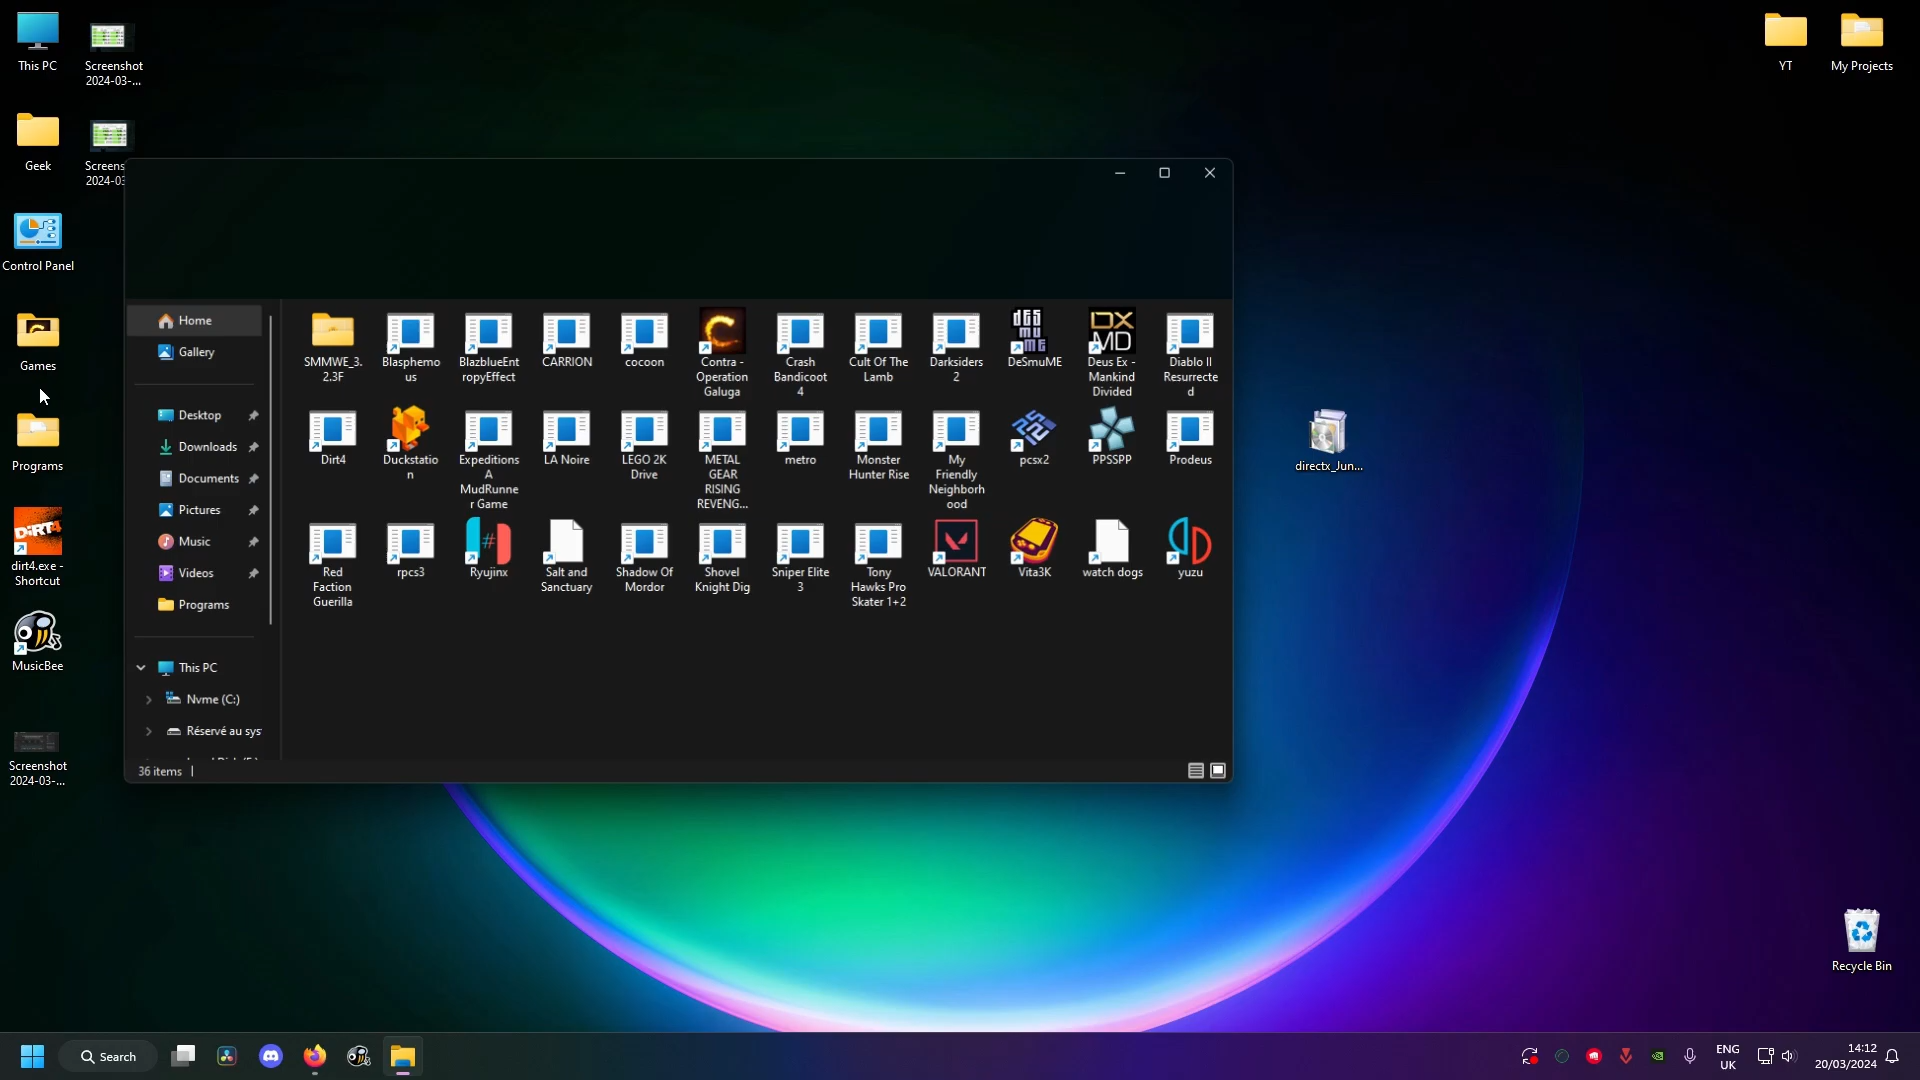 This PC
Screenshot
2024-03-...
YT
My Projects
Geek
Screens
2024-03
Control Panel
Games
Programs
DiRT4
dirt4.exe -
Shortcut
MusicBee
Screenshot
2024-03-...
Home
Gallery
Desktop
Downloads
Documents
Pictures
Music
Videos
Programs
This PC
Nvme (C:)
Réservé au sys
SMMWE_3.
2.3F
Blasphemo
us
BlazblueEnt
ropyEffect
CARRION
cocoon
Contra -
Operation
Galuga
Crash
Bandicoot
4
Cult Of The
Lamb
Darksiders
2
DeSmuME
Deus Ex -
Mankind
Divided
Diablo II
Resurrecte
d
Dirt4
Duckstatio
n
Expeditions
A
MudRunne
r Game
LA Noire
LEGO 2K
Drive
METAL
GEAR
RISING
REVENG...
metro
Monster
Hunter Rise
My
Friendly
Neighborh
ood
pcsx2
PPSSPP
Prodeus
Red
Faction
Guerilla
rpcs3
Ryujinx
Salt and
Sanctuary
Shadow Of
Mordor
Shovel
Knight Dig
Sniper Elite
3
Tony
Hawks Pro
Skater 1+2
VALORANT
Vita3K
watch dogs
yuzu
36 items
directx_Jun...
Recycle Bin
Search
ENG
UK
14:12
20/03/2024